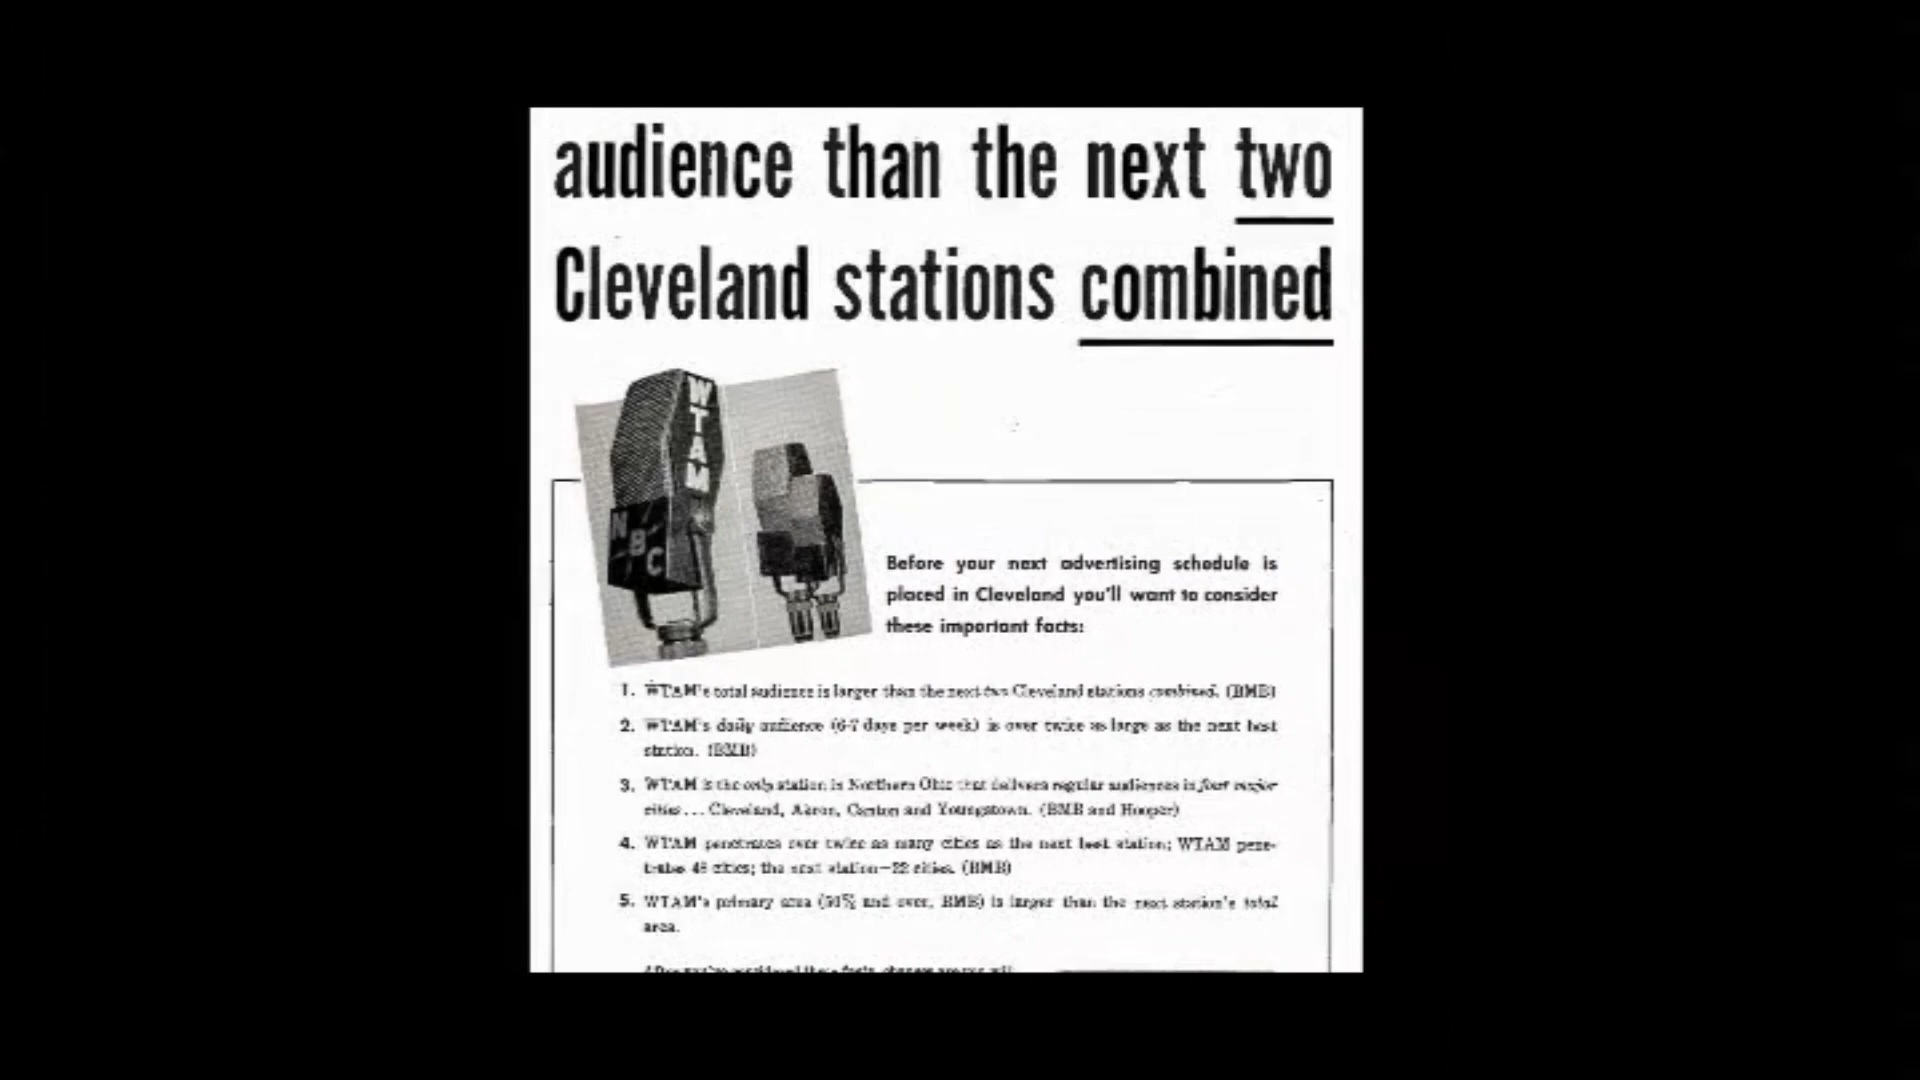 audience than the next two
Cleveland stations combined
WTAM
NBC
Before your next advertising schedule is
placed in Cleveland you'll want to consider
these important facts:
1. WTAM's total audience is larger than the next two Cleveland stations combined. (BMB)
2. WTAM's daily audience (6-7 days per week) is over twice as large as the next best
station. (BMB)
3. WTAM is the only station in Northern Ohio that delivers regular audiences in four major
cities... Cleveland, Akron, Canton and Youngstown. (BMB and Hooper)
4. WTAM penetrates over twice as many cities as the next best station; WTAM pene-
trates cities; the next station—22 cities. (BMB)
5. WTAM's primary area (50% and over, BMB) is larger than the next station's total
area.